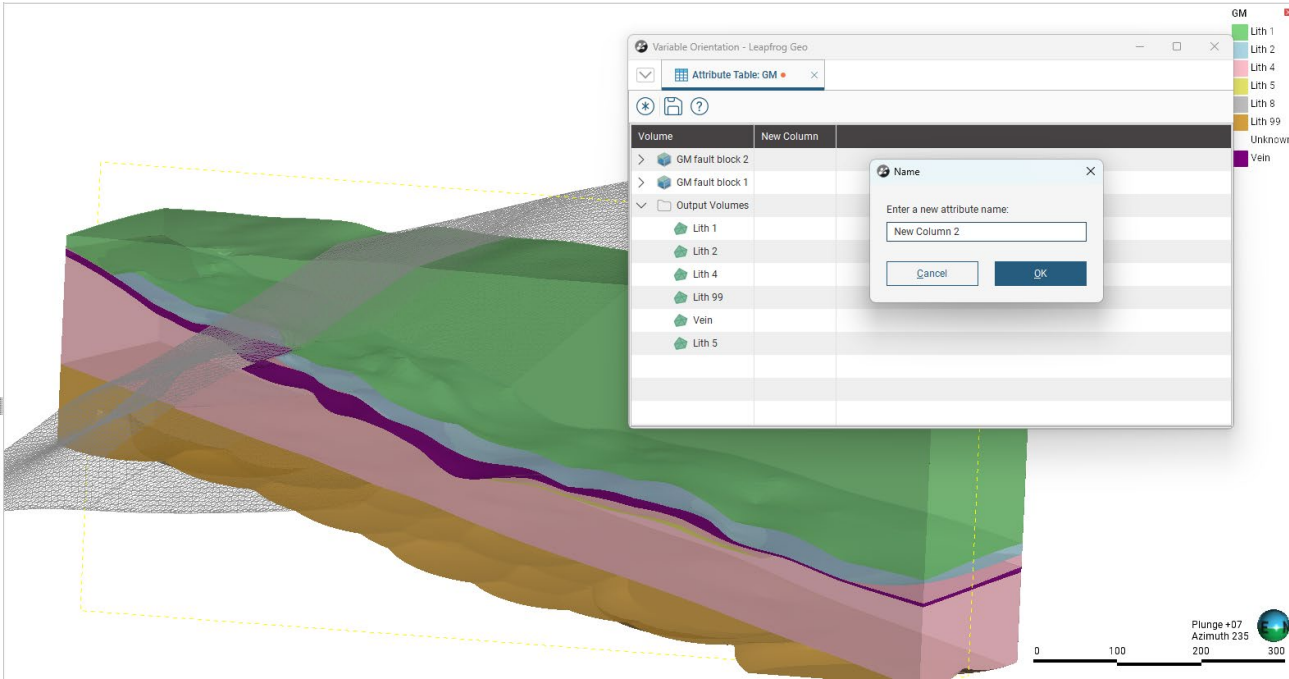 Variable Orientation - Leapfrog Geo
Attribute Table: GM
Volume New Column
GM fault block 2
GM fault block 1
Output Volumes
Lith 1
Lith 2
Lith 4
Lith 99
Vein
Lith 5
Name
Enter a new attribute name:
New Column 2
Cancel OK
GM
Lith 1
Lith 2
Lith 4
Lith 5
Lith 8
Lith 99
Unknown
Vein
Plunge +07
Azimuth 235
0 100 200 300